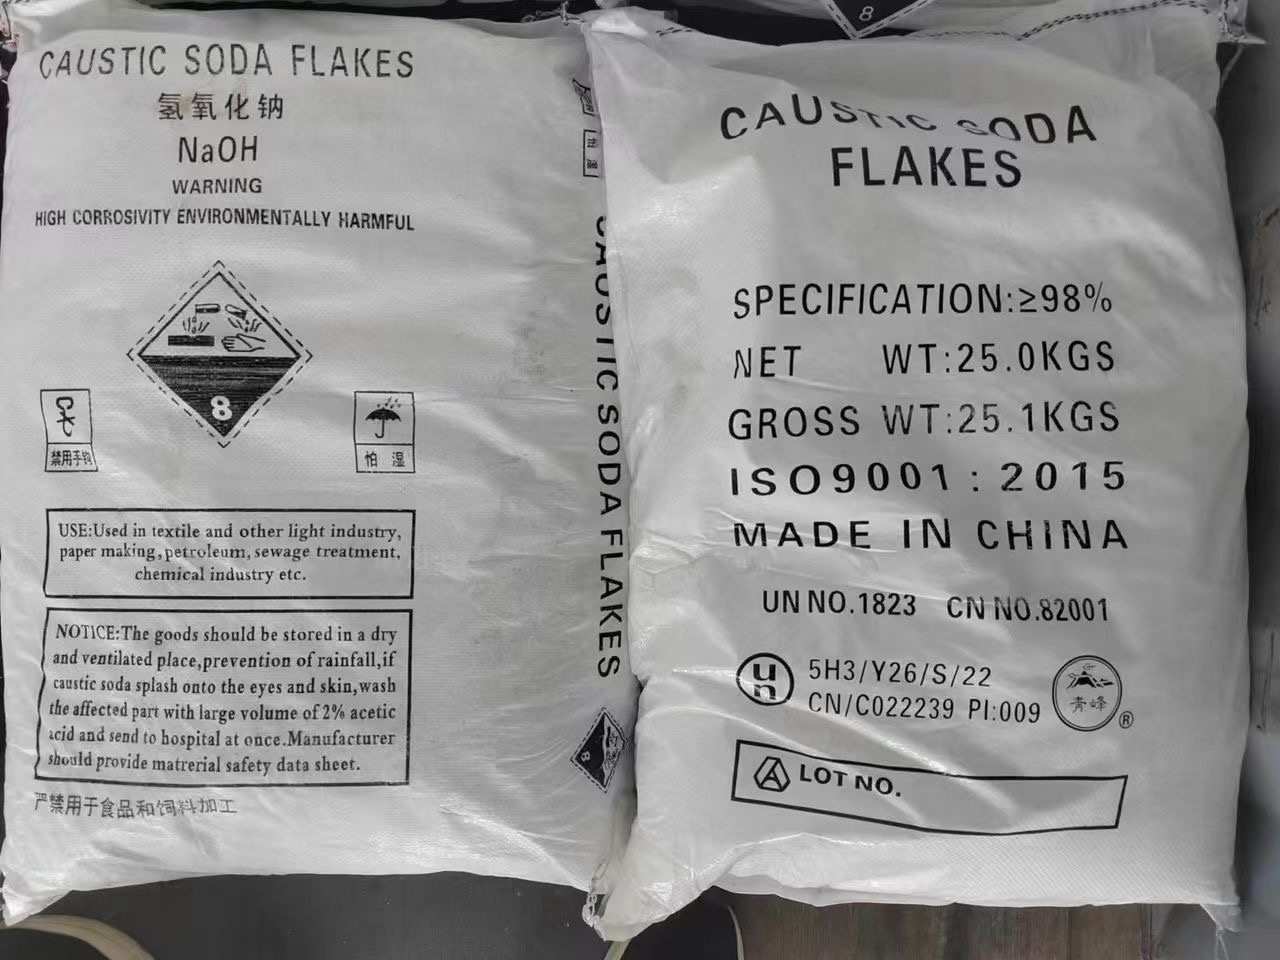 CAUSTIC SODA FLAKES
氢氧化钠
NaOH
WARNING
HIGH CORROSIVITY ENVIRONMENTALLY HARMFUL
8
禁用手钩
怕 湿
USE:Used in textile and other light industry,
paper making,petroleum,sewage treatment,
chemical industry etc.
NOTICE:The goods should be stored in a dry
and ventilated place,prevention of rainfall,if
caustic soda splash onto the eyes and skin,wash
the affected part with large volume of 2% acetic
acid and send to hospital at once.Manufacturer
should provide matrerial safety data sheet.
严禁用于食品和饲料加工
怕 湿
CAUSTIC SODA FLAKES
8
8
CAUSTIC SODA
FLAKES
SPECIFICATION:≥98%
NET WT:25.0KGS
GROSS WT:25.1KGS
ISO9001:2015
MADE IN CHINA
UN NO.1823 CN NO.82001
un 5H3/Y26/S/22
CN/C022239 PI:009
青峰
®
A LOT NO.